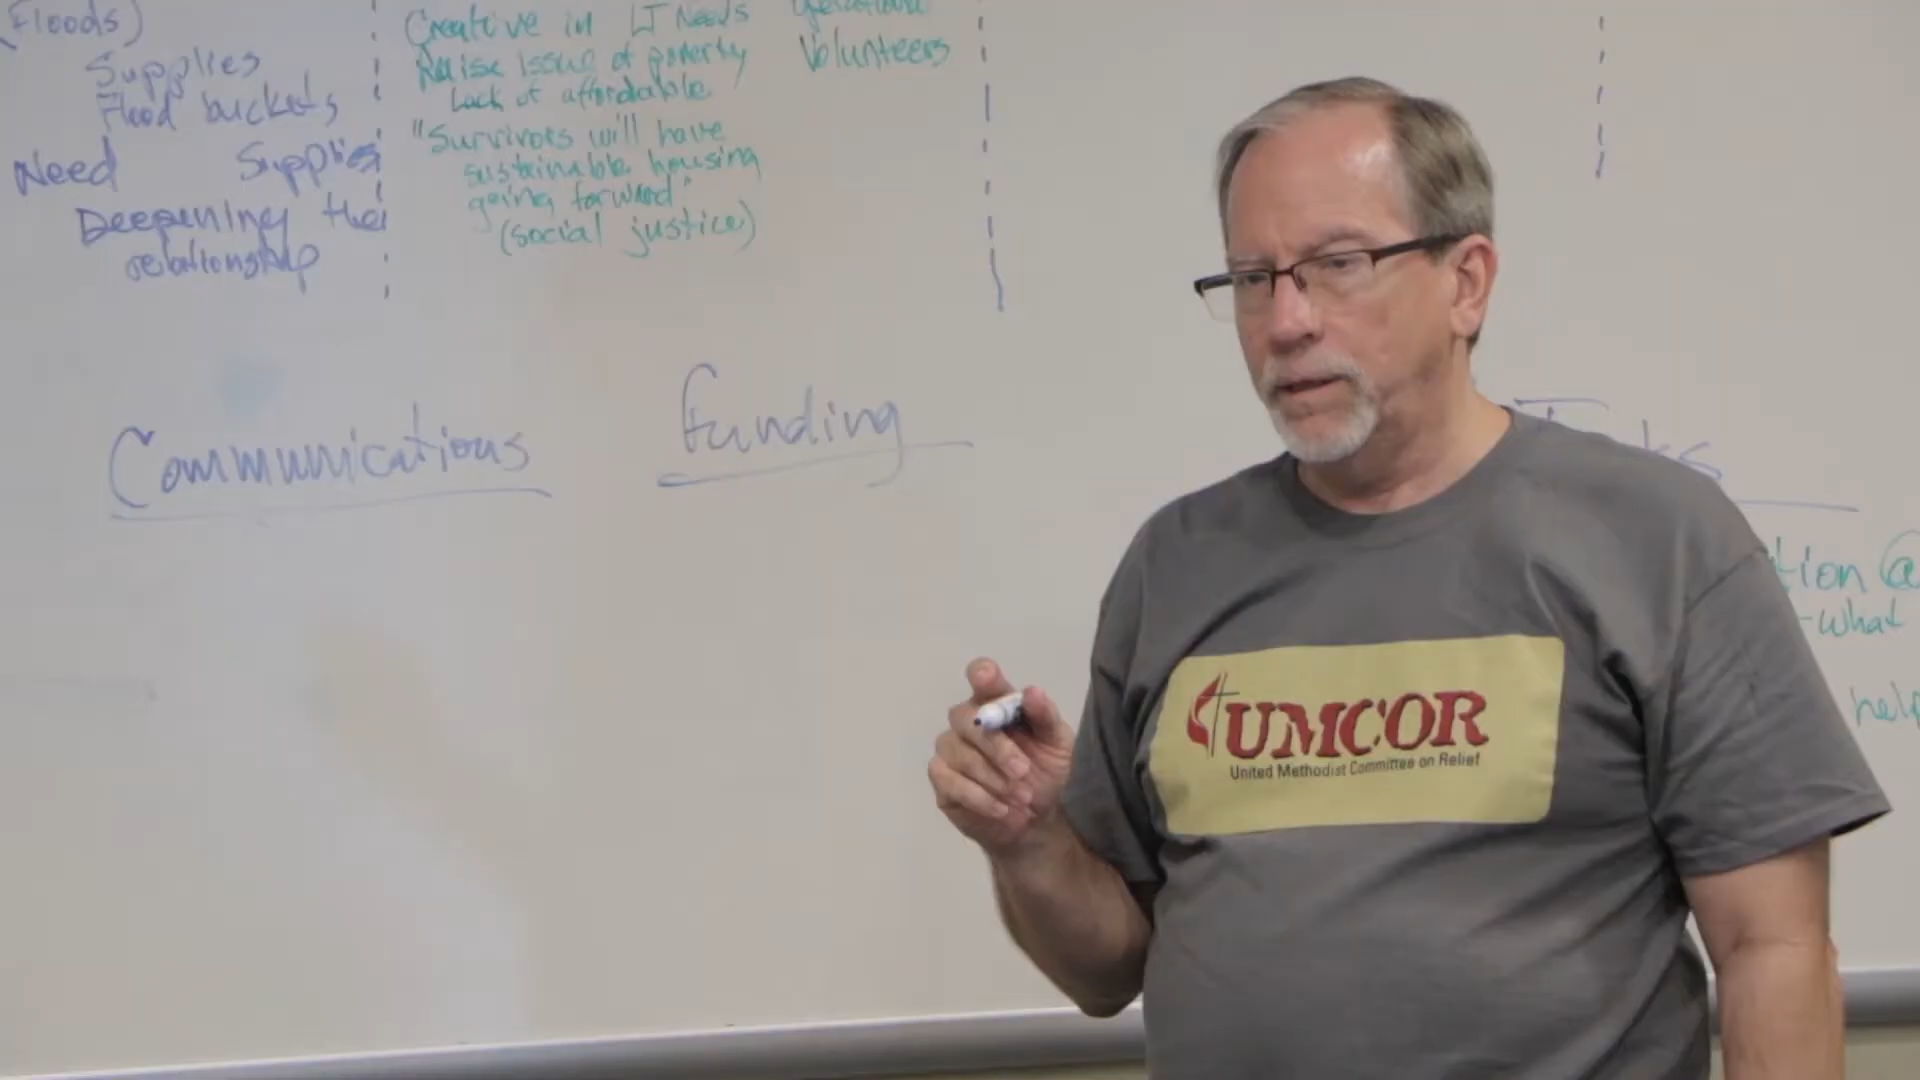 (Floods)
Supplies
Flood buckets
Need Supplies
Deepening their
relationship
Creative in LT Needs
Raise issue of poverty
Lack of affordable
Volunteers
"Survivors will have
sustainable housing
going forward"
(social justice)
Communications
Funding
tion @
-what
help
UMCOR
United Methodist Committee on Relief